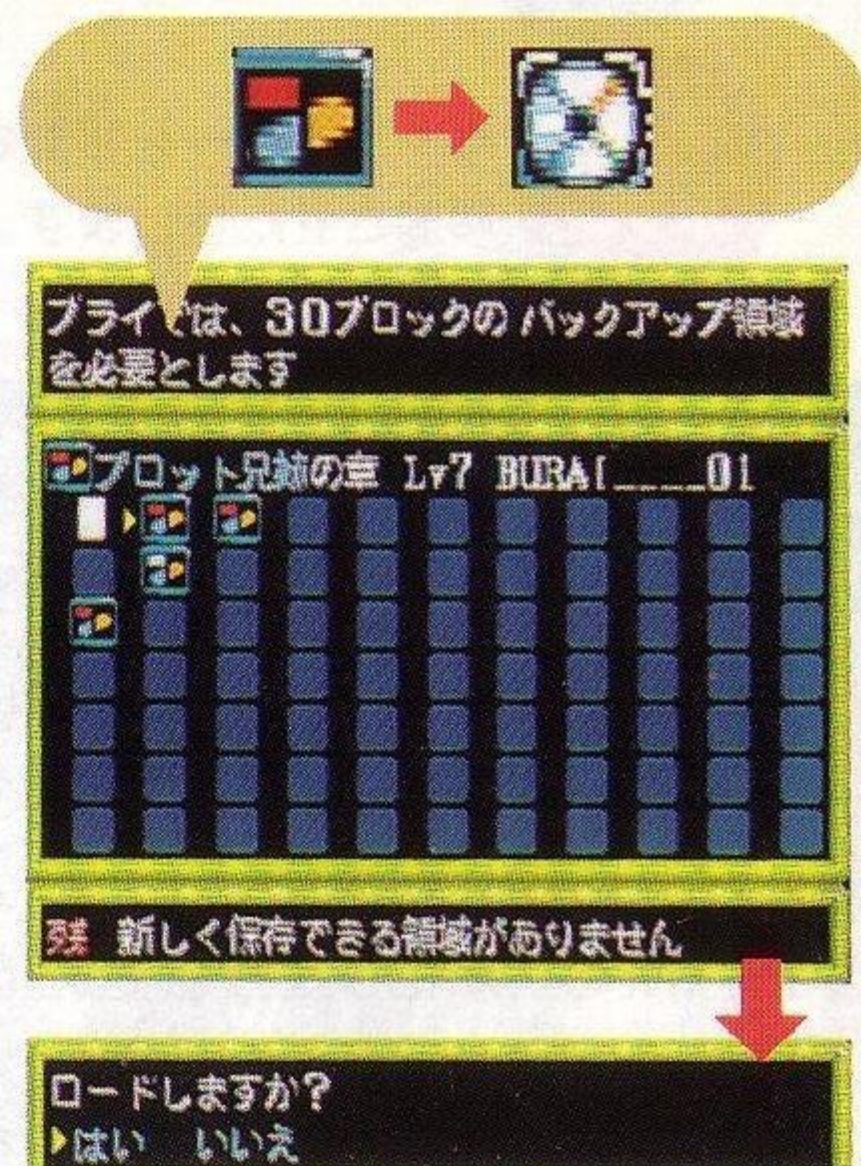 ブライでは、30ブロックの バックアップ領域
を必要とします
ブロット兄姉の章 Lv7 BURAI____01
残 新しく保存できる領域がありません
ロードしますか?
はい いいえ